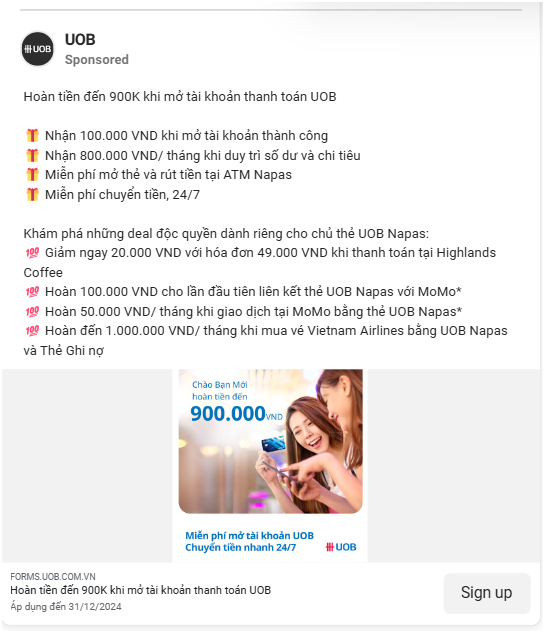 UOB
UOB
Sponsored
Hoàn tiền đến 900K khi mở tài khoản thanh toán UOB
Nhận 100.000 VND khi mở tài khoản thành công
Nhận 800.000 VND/ tháng khi duy trì số dư và chi tiêu
Miễn phí mở thẻ và rút tiền tại ATM Napas
Miễn phí chuyển tiền, 24/7
Khám phá những deal độc quyền dành riêng cho chủ thẻ UOB Napas:
💯 Giảm ngay 20.000 VND với hóa đơn 49.000 VND khi thanh toán tại Highlands
Coffee
💯 Hoàn 100.000 VND cho lần đầu tiên liên kết thẻ UOB Napas với MoMo*
💯 Hoàn 50.000 VND/ tháng khi giao dịch tại MoMo bằng thẻ UOB Napas*
💯 Hoàn đến 1.000.000 VND/ tháng khi mua vé Vietnam Airlines bằng UOB Napas
và Thẻ Ghi nợ
Chào Bạn Mới
hoàn tiền đến
900.000VND
Miễn phí mở tài khoản UOB
Chuyển tiền nhanh 24/7
UOB
FORMS.UOB.COM.VN
Hoàn tiền đến 900K khi mở tài khoản thanh toán UOB
Áp dụng đến 31/12/2024
Sign up